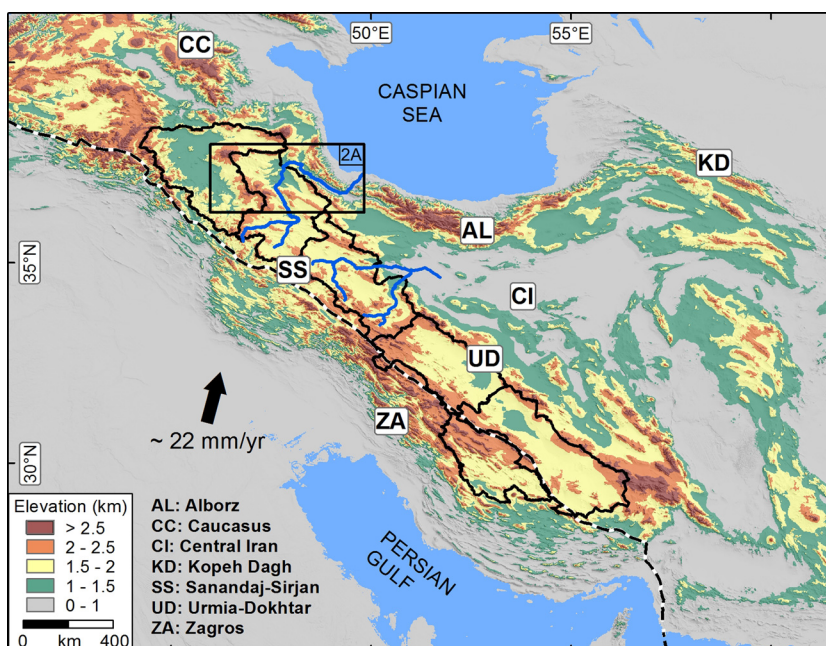 50°E
55°E
CC
CASPIAN
SEA
2A
KD
AL
35°N
SS
CI
UD
ZA
~ 22 mm/yr
30°N
Elevation (km)
> 2.5
2 - 2.5
1.5 - 2
1 - 1.5
0 - 1
0 km 400
AL: Alborz
CC: Caucasus
CI: Central Iran
KD: Kopeh Dagh
SS: Sanandaj-Sirjan
UD: Urmia-Dokhtar
ZA: Zagros
PERSIAN
GULF